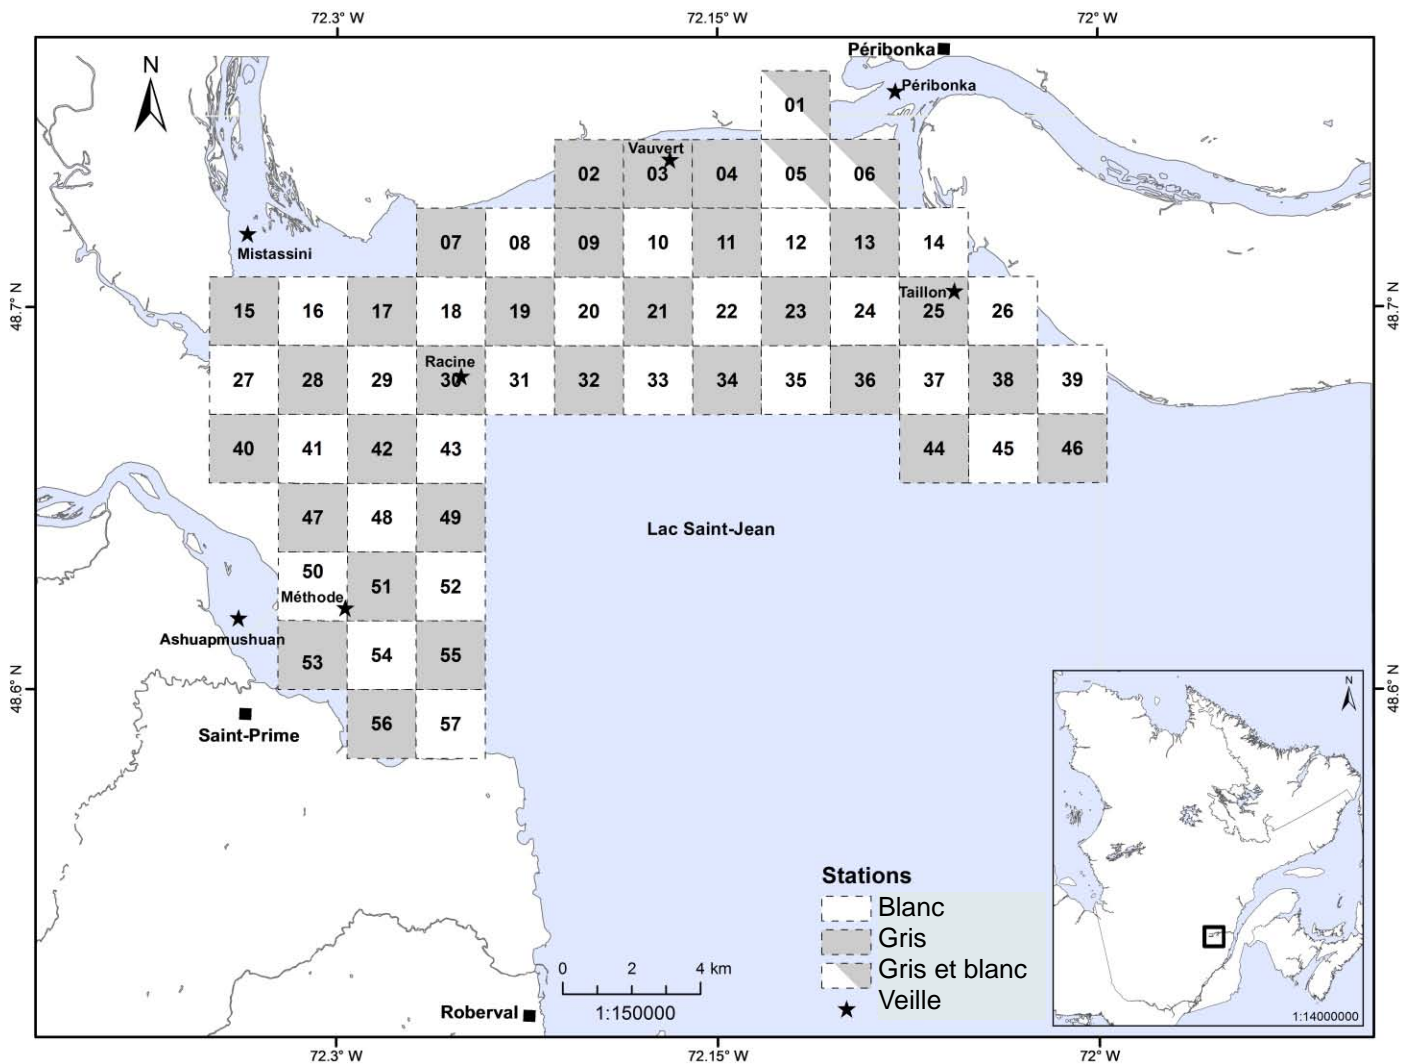 72.3° W 72.15° W 72° W
Péribonka
N
Péribonka
01
Vauvert
02 03 04 05 06
07 08 09 10 11 12 13 14
Mistassini
Taillon
15 16 17 18 19 20 21 22 23 24 25 26
48.7° N 48.7° N
Racine
27 28 29 30 31 32 33 34 35 36 37 38 39
40 41 42 43 44 45 46
47 48 49
Lac Saint-Jean
50 51 52
Méthode
Ashuapmushuan
53 54 55
48.6° N 48.6° N
N
56 57
Saint-Prime
Stations
Blanc
Gris
Gris et blanc
Veille
0 2 4 km
1:150000
Roberval
1:14000000
72.3° W 72.15° W 72° W